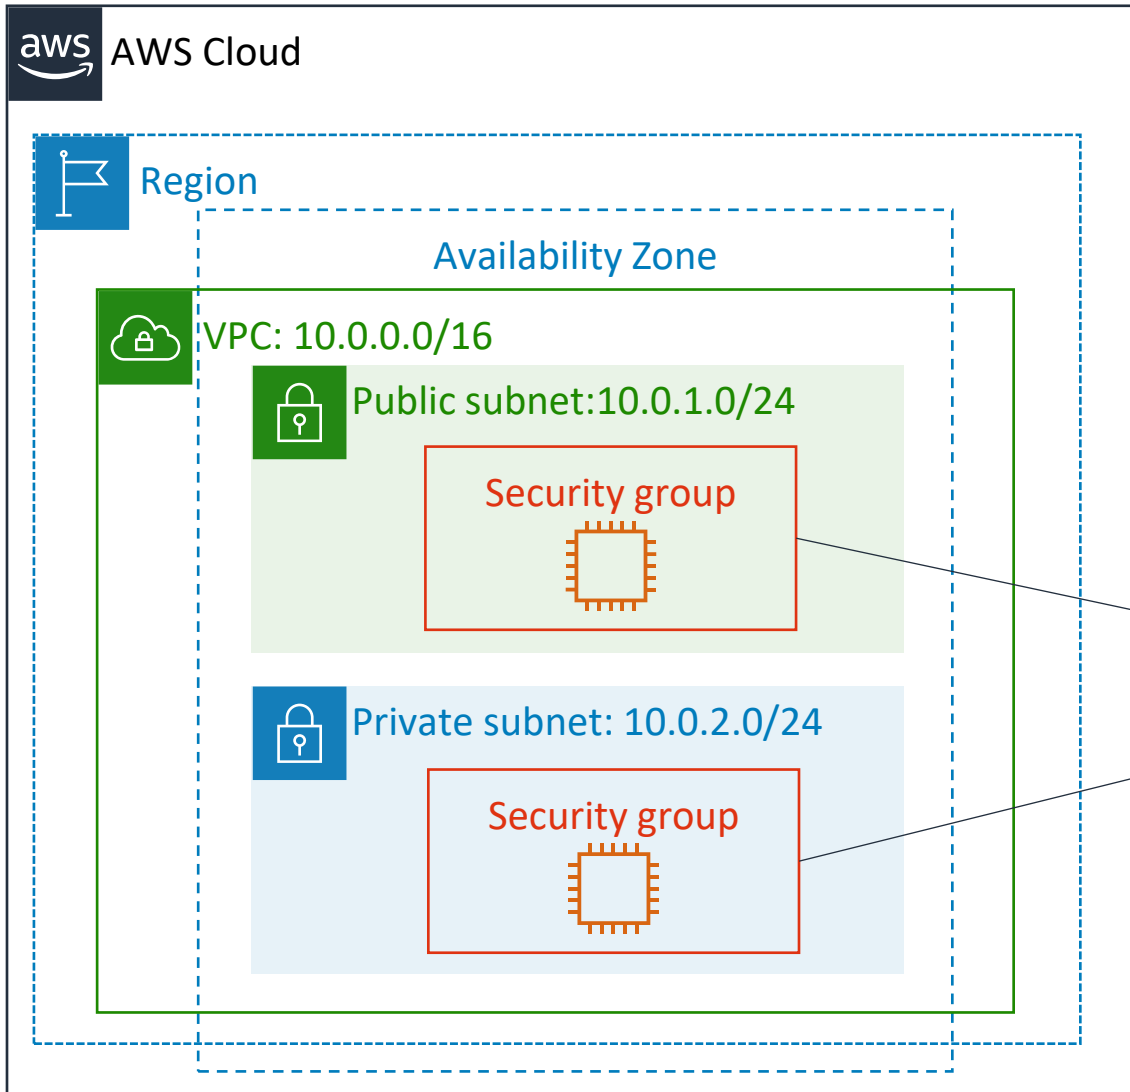 aws
AWS Cloud
Region
Availability Zone
VPC: 10.0.0.0/16
Public subnet:10.0.1.0/24
Security group
Private subnet: 10.0.2.0/24
Security group